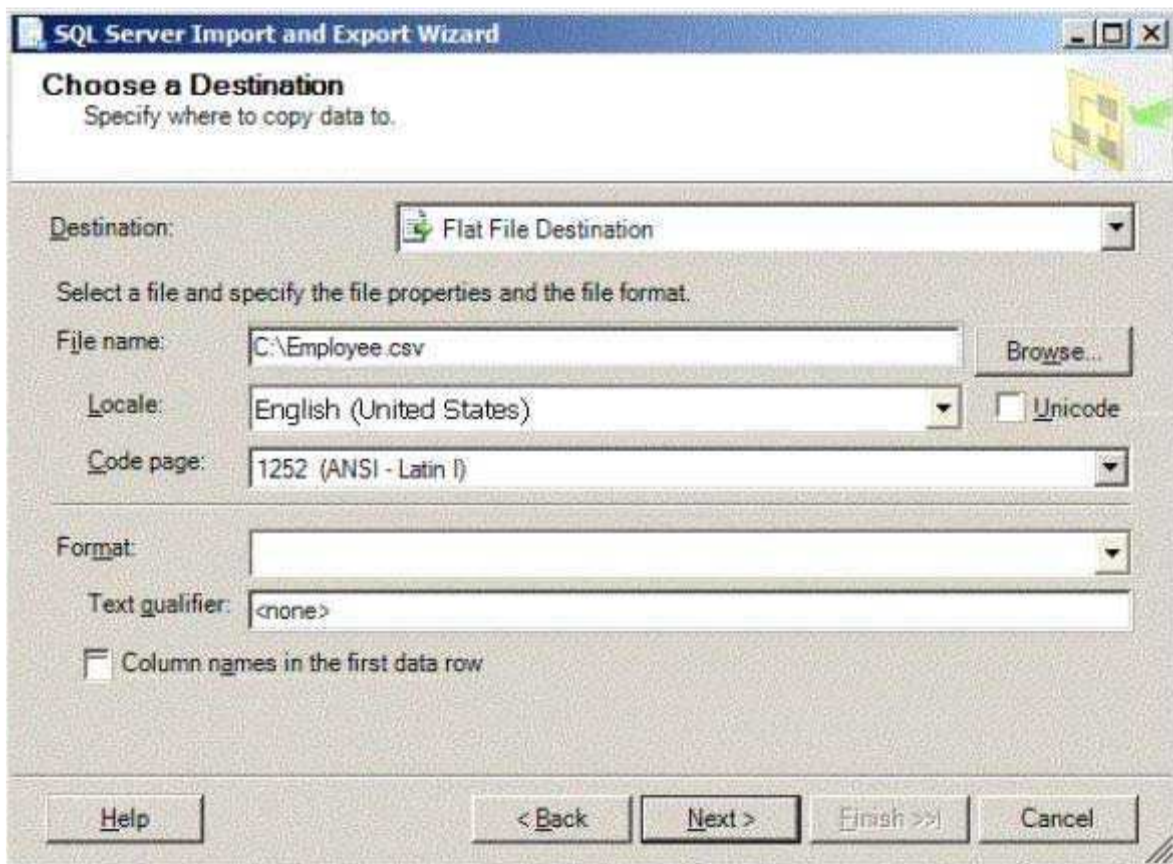 SQL Server Import and Export Wizard
Choose a Destination
Specify where to copy data to.
Destination: Flat File Destination
Select a file and specify the file properties and the file format.
File name: C:\Employee.csv Browse...
Locale: English (United States) Unicode
Code page: 1252 (ANSI - Latin I)
Format:
Text qualifier: <none>
Column names in the first data row
Help < Back Next > Finish >>| Cancel